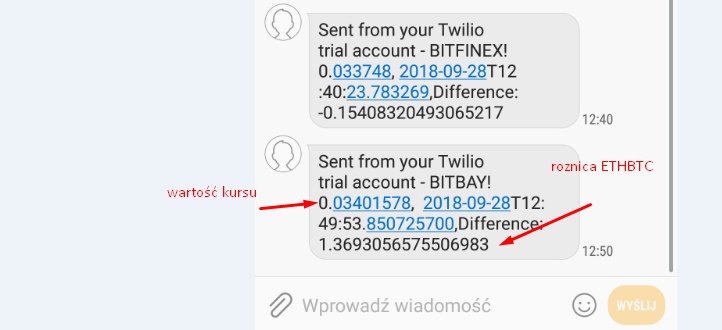 Sent from your Twilio
trial account - BITFINEX!
0.033748, 2018-09-28T12
:40:23.783269,Difference:
-0.15408320493065217
12:40
Sent from your Twilio
roznica ETHBTC
trial account - BITBAY!
wartość kursu
0.03401578,  2018-09-28T12:
49:53.850725700,Difference:
1.3693056575506983
12:50
Wprowadź wiadomość
WYŚLIJ